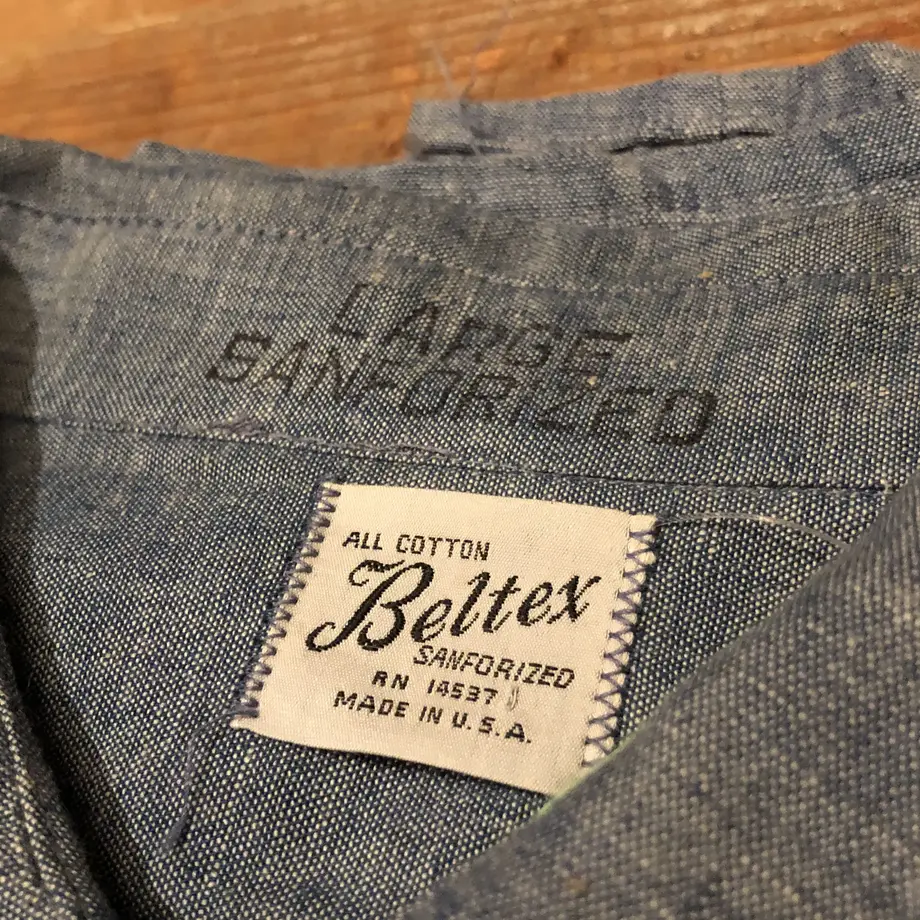 LARGE
SANFORIZED
ALL COTTON
Beltex
SANFORIZED
RN 14537
MADE IN U.S.A.